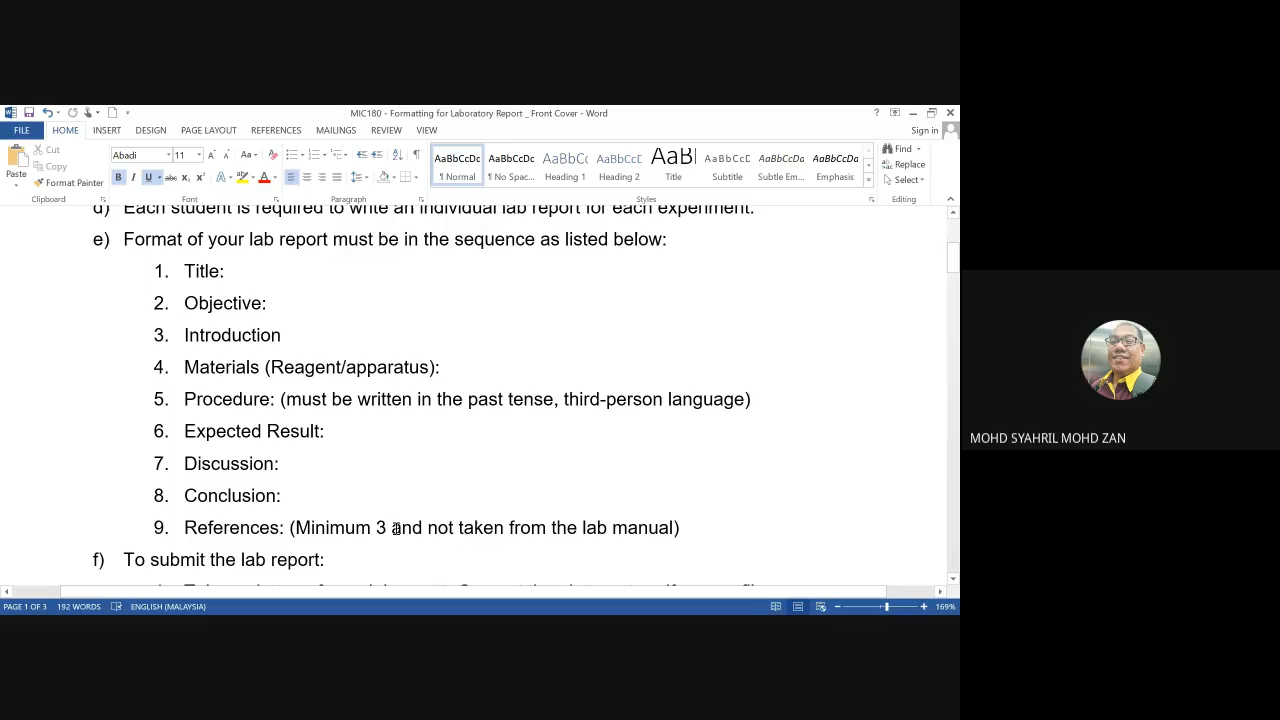 MIC180 - Formatting for Laboratory Report _ Front Cover - Word
FILE HOME INSERT DESIGN PAGE LAYOUT REFERENCES MAILINGS REVIEW VIEW Sign in
Paste
Cut
Copy
Format Painter
Abadi 11
AaBbCcDc AaBbCcDc AaBbCc AaBbCcD AaBl AaBbCcD AaBbCcDa AaBbCcDa
¶ Normal ¶ No Spac... Heading 1 Heading 2 Title Subtitle Subtle Em... Emphasis
Find
Replace
Select
Clipboard Font Paragraph Styles Editing
d) Each student is required to write an individual lab report for each experiment.
e) Format of your lab report must be in the sequence as listed below:
1. Title:
2. Objective:
3. Introduction
4. Materials (Reagent/apparatus):
5. Procedure: (must be written in the past tense, third-person language)
6. Expected Result:
7. Discussion:
8. Conclusion:
9. References: (Minimum 3 and not taken from the lab manual)
f) To submit the lab report:
PAGE 1 OF 3 192 WORDS ENGLISH (MALAYSIA) 169%
MOHD SYAHRIL MOHD ZAN